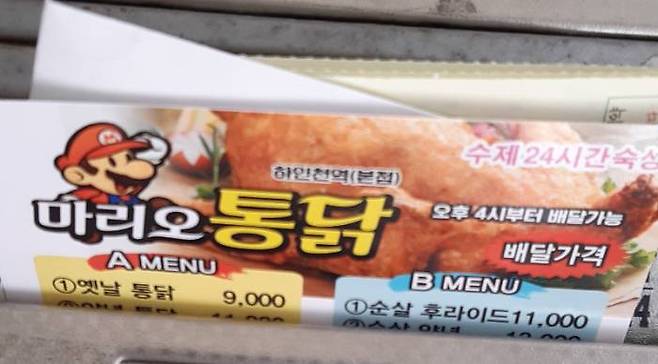 수제 24시간숙성
하인천역(본점)
마리오통닭
오후 4시부터 배달가능
배달가격
A MENU
①옛날 통닭 9,000
B MENU
①순살 후라이드11,000